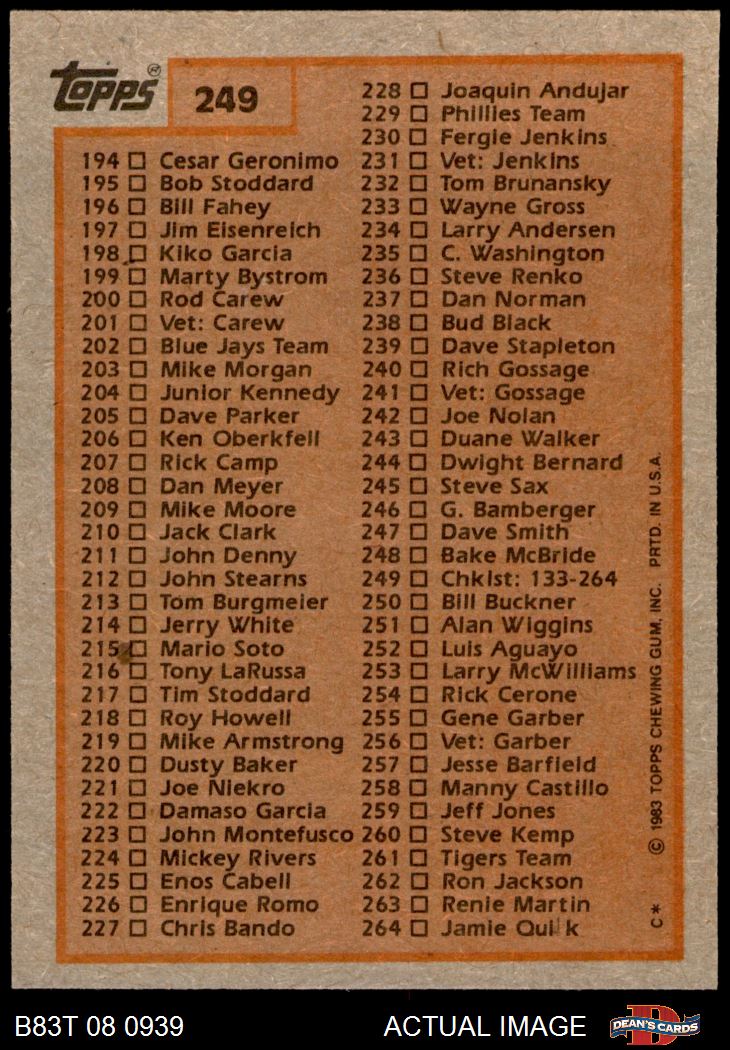 Topps®
249
194 ☐ Cesar Geronimo
195 ☐ Bob Stoddard
196 ☐ Bill Fahey
197 ☐ Jim Eisenreich
198 ☐ Kiko Garcia
199 ☐ Marty Bystrom
200 ☐ Rod Carew
201 ☐ Vet: Carew
202 ☐ Blue Jays Team
203 ☐ Mike Morgan
204 ☐ Junior Kennedy
205 ☐ Dave Parker
206 ☐ Ken Oberkfell
207 ☐ Rick Camp
208 ☐ Dan Meyer
209 ☐ Mike Moore
210 ☐ Jack Clark
211 ☐ John Denny
212 ☐ John Stearns
213 ☐ Tom Burgmeier
214 ☐ Jerry White
215 ☐ Mario Soto
216 ☐ Tony LaRussa
217 ☐ Tim Stoddard
218 ☐ Roy Howell
219 ☐ Mike Armstrong
220 ☐ Dusty Baker
221 ☐ Joe Niekro
222 ☐ Damaso Garcia
223 ☐ John Montefusco
224 ☐ Mickey Rivers
225 ☐ Enos Cabell
226 ☐ Enrique Romo
227 ☐ Chris Bando
228 ☐ Joaquin Andujar
229 ☐ Phillies Team
230 ☐ Fergie Jenkins
231 ☐ Vet: Jenkins
232 ☐ Tom Brunansky
233 ☐ Wayne Gross
234 ☐ Larry Andersen
235 ☐ C. Washington
236 ☐ Steve Renko
237 ☐ Dan Norman
238 ☐ Bud Black
239 ☐ Dave Stapleton
240 ☐ Rich Gossage
241 ☐ Vet: Gossage
242 ☐ Joe Nolan
243 ☐ Duane Walker
244 ☐ Dwight Bernard
245 ☐ Steve Sax
246 ☐ G. Bamberger
247 ☐ Dave Smith
248 ☐ Bake McBride
249 ☐ Chklst: 133-264
250 ☐ Bill Buckner
251 ☐ Alan Wiggins
252 ☐ Luis Aguayo
253 ☐ Larry McWilliams
254 ☐ Rick Cerone
255 ☐ Gene Garber
256 ☐ Vet: Garber
257 ☐ Jesse Barfield
258 ☐ Manny Castillo
259 ☐ Jeff Jones
260 ☐ Steve Kemp
261 ☐ Tigers Team
262 ☐ Ron Jackson
263 ☐ Renie Martin
264 ☐ Jamie
C* © 1983 TOPPS CHEWING GUM, INC. PRTD. IN U.S.A.
B83T 08 0939
ACTUAL IMAGE
DEAN'S CARDS